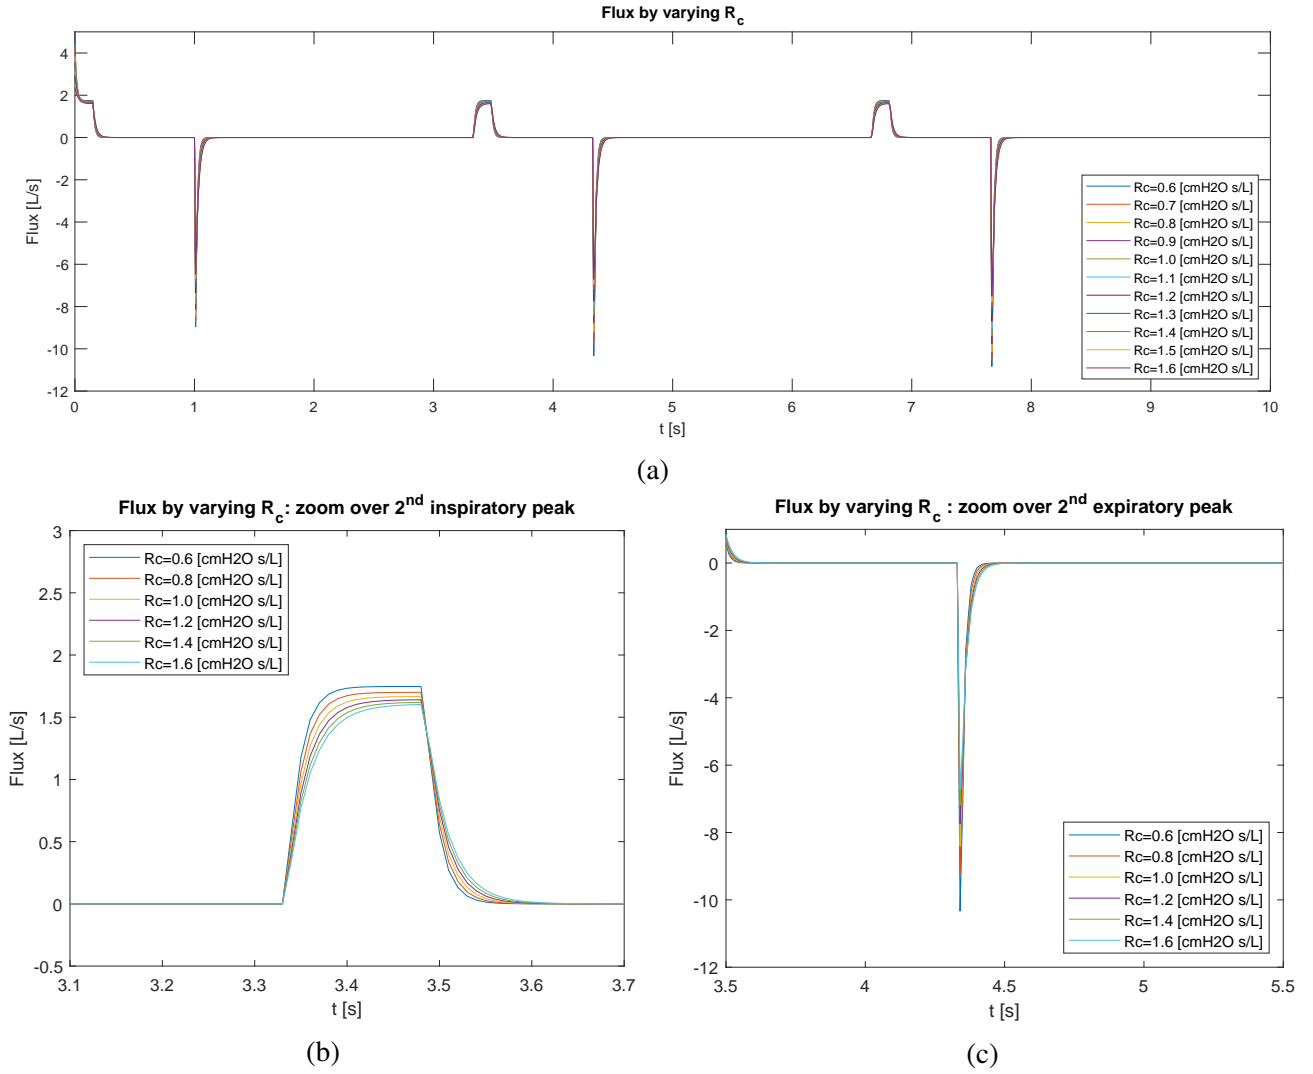 Flux by varying R_c
4
2
0
-2
-4
-6
-8
-10
-12
Flux [L/s]
0 1 2 3 4 5 6 7 8 9 10
t [s]
Rc=0.6 [cmH2O s/L]
Rc=0.7 [cmH2O s/L]
Rc=0.8 [cmH2O s/L]
Rc=0.9 [cmH2O s/L]
Rc=1.0 [cmH2O s/L]
Rc=1.1 [cmH2O s/L]
Rc=1.2 [cmH2O s/L]
Rc=1.3 [cmH2O s/L]
Rc=1.4 [cmH2O s/L]
Rc=1.5 [cmH2O s/L]
Rc=1.6 [cmH2O s/L]
(a)
Flux by varying R_c: zoom over 2^nd inspiratory peak
3
2.5
2
1.5
1
0.5
0
-0.5
Flux [L/s]
3.1 3.2 3.3 3.4 3.5 3.6 3.7
t [s]
Rc=0.6 [cmH2O s/L]
Rc=0.8 [cmH2O s/L]
Rc=1.0 [cmH2O s/L]
Rc=1.2 [cmH2O s/L]
Rc=1.4 [cmH2O s/L]
Rc=1.6 [cmH2O s/L]
(b)
Flux by varying R_c : zoom over 2^nd expiratory peak
0
-2
-4
-6
-8
-10
-12
Flux [L/s]
3.5 4 4.5 5 5.5
t [s]
Rc=0.6 [cmH2O s/L]
Rc=0.8 [cmH2O s/L]
Rc=1.0 [cmH2O s/L]
Rc=1.2 [cmH2O s/L]
Rc=1.4 [cmH2O s/L]
Rc=1.6 [cmH2O s/L]
(c)